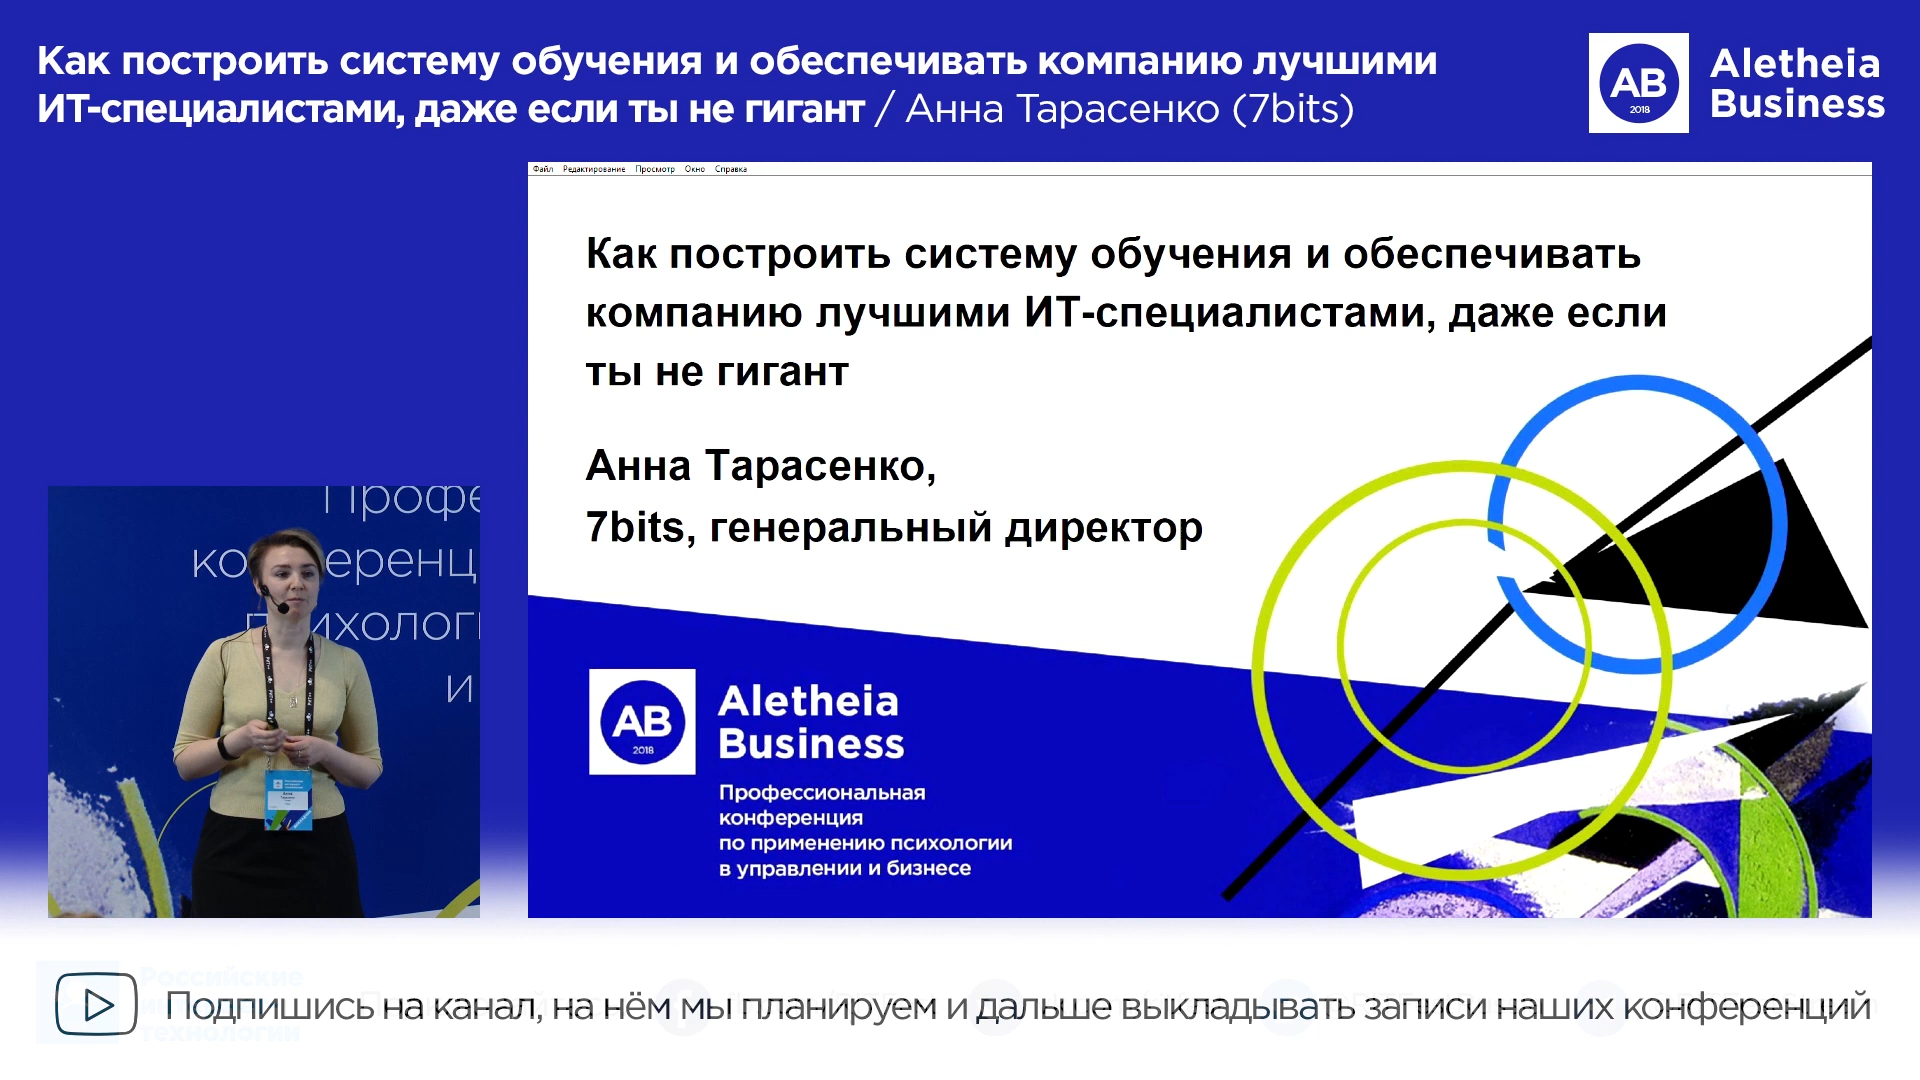 Как построить систему обучения и обеспечивать компанию лучшими
ИТ-специалистами, даже если ты не гигант / Анна Тарасенко (7bits)
AB
2018
Aletheia
Business
Файл Редактирование Просмотр Окно Справка
Как построить систему обучения и обеспечивать
компанию лучшими ИТ-специалистами, даже если
ты не гигант
Анна Тарасенко,
7bits, генеральный директор
AB
2018
Aletheia
Business
Профессиональная
конференция
по применению психологии
в управлении и бизнесе
Подпишись на канал, на нём мы планируем и дальше выкладывать записи наших конференций
Российские
технологии